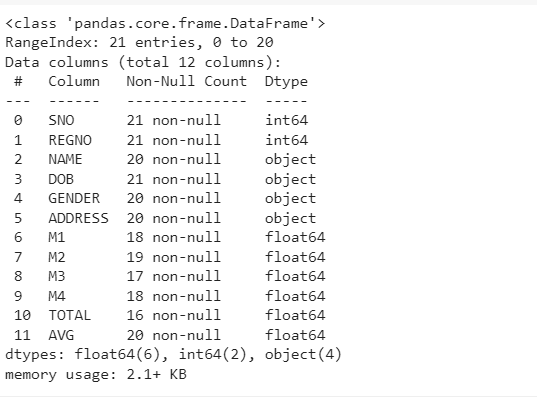 <class 'pandas.core.frame.DataFrame'>
RangeIndex: 21 entries, 0 to 20
Data columns (total 12 columns):
 #   Column   Non-Null Count  Dtype
---  ------   --------------  -----
 0   SNO      21 non-null     int64
 1   REGNO    21 non-null     int64
 2   NAME     20 non-null     object
 3   DOB      21 non-null     object
 4   GENDER   20 non-null     object
 5   ADDRESS  20 non-null     object
 6   M1       18 non-null     float64
 7   M2       19 non-null     float64
 8   M3       17 non-null     float64
 9   M4       18 non-null     float64
 10  TOTAL    16 non-null     float64
 11  AVG      20 non-null     float64
dtypes: float64(6), int64(2), object(4)
memory usage: 2.1+ KB